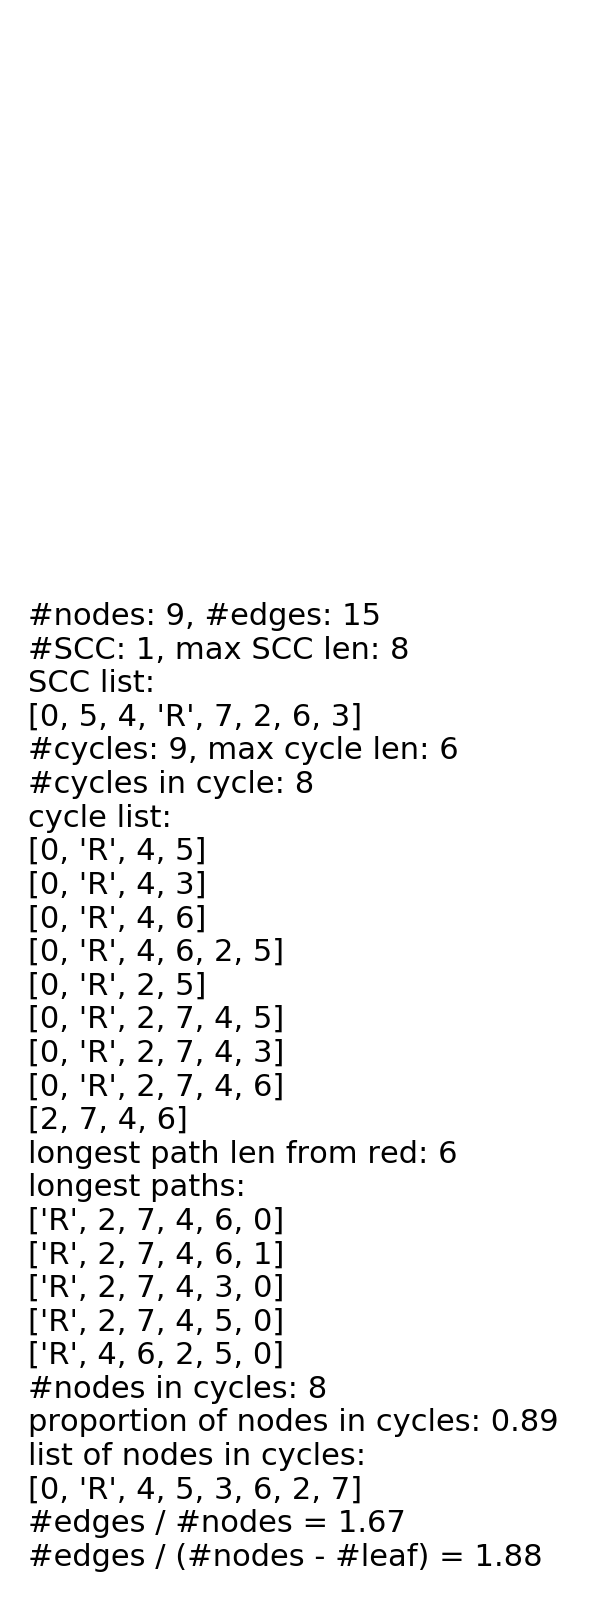 #nodes: 9, #edges: 15
#SCC: 1, max SCC len: 8
SCC list:
[0, 5, 4, 'R', 7, 2, 6, 3]
#cycles: 9, max cycle len: 6
#cycles in cycle: 8
cycle list:
[0, 'R', 4, 5]
[0, 'R', 4, 3]
[0, 'R', 4, 6]
[0, 'R', 4, 6, 2, 5]
[0, 'R', 2, 5]
[0, 'R', 2, 7, 4, 5]
[0, 'R', 2, 7, 4, 3]
[0, 'R', 2, 7, 4, 6]
[2, 7, 4, 6]
longest path len from red: 6
longest paths:
['R', 2, 7, 4, 6, 0]
['R', 2, 7, 4, 6, 1]
['R', 2, 7, 4, 3, 0]
['R', 2, 7, 4, 5, 0]
['R', 4, 6, 2, 5, 0]
#nodes in cycles: 8
proportion of nodes in cycles: 0.89
list of nodes in cycles:
[0, 'R', 4, 5, 3, 6, 2, 7]
#edges / #nodes = 1.67
#edges / (#nodes - #leaf) = 1.88